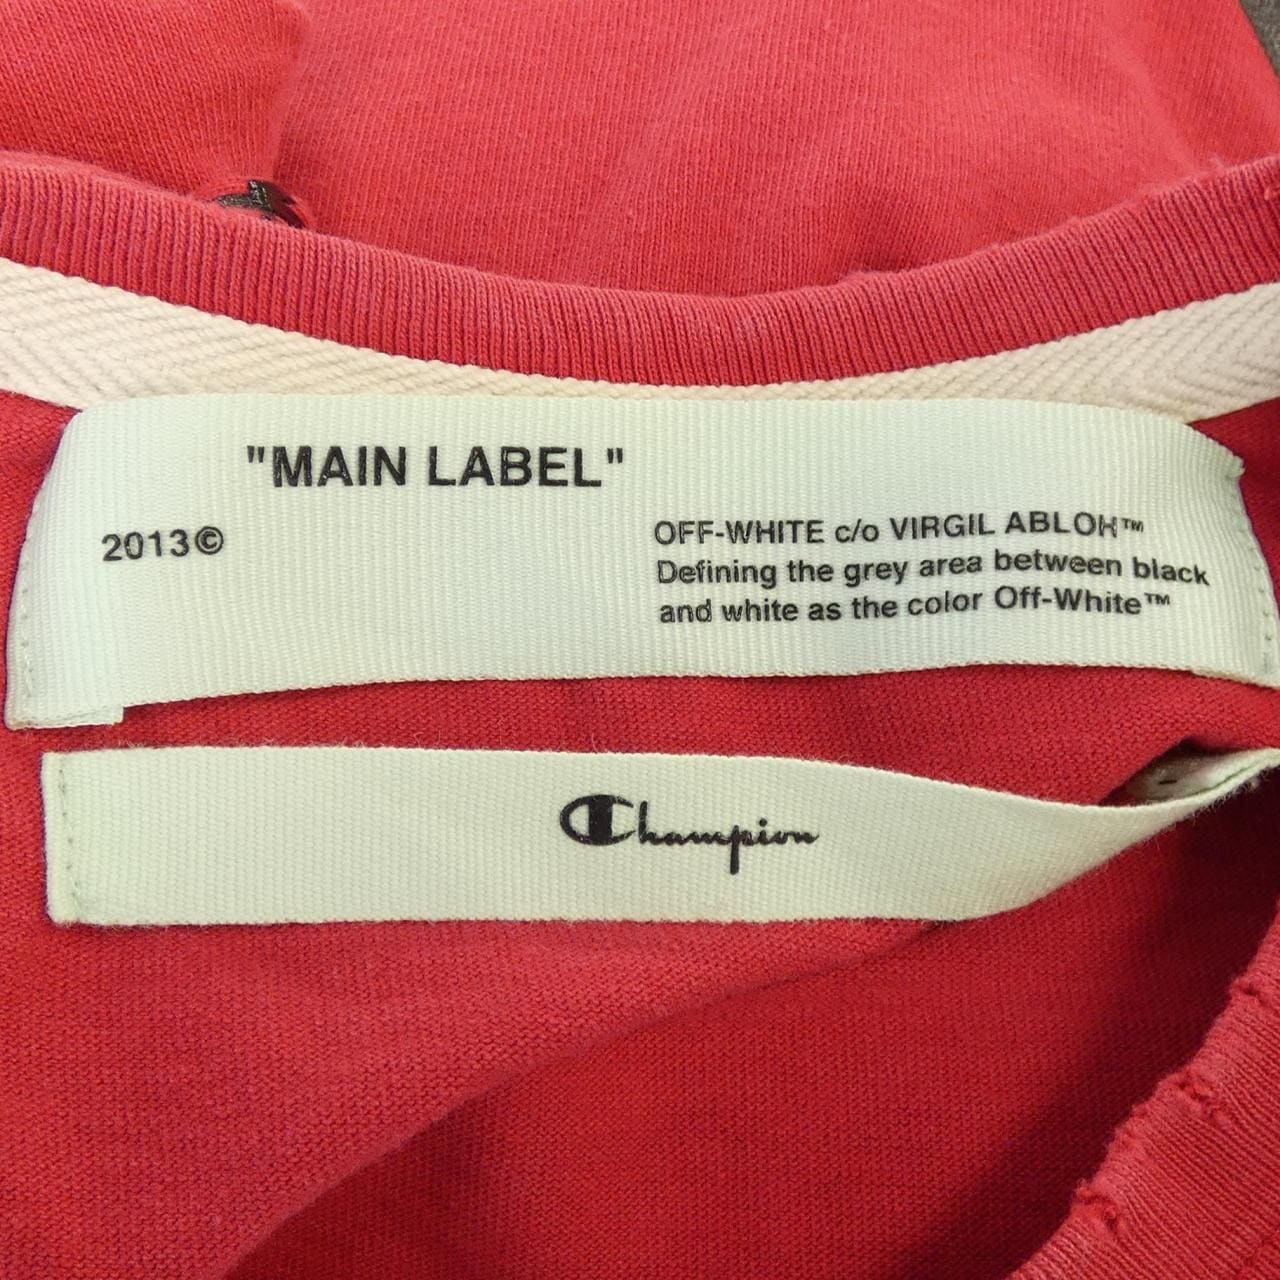 "MAIN LABEL"
2013©
OFF-WHITE c/o VIRGIL ABLOH™
Defining the grey area between black
and white as the color Off-White™
Champion